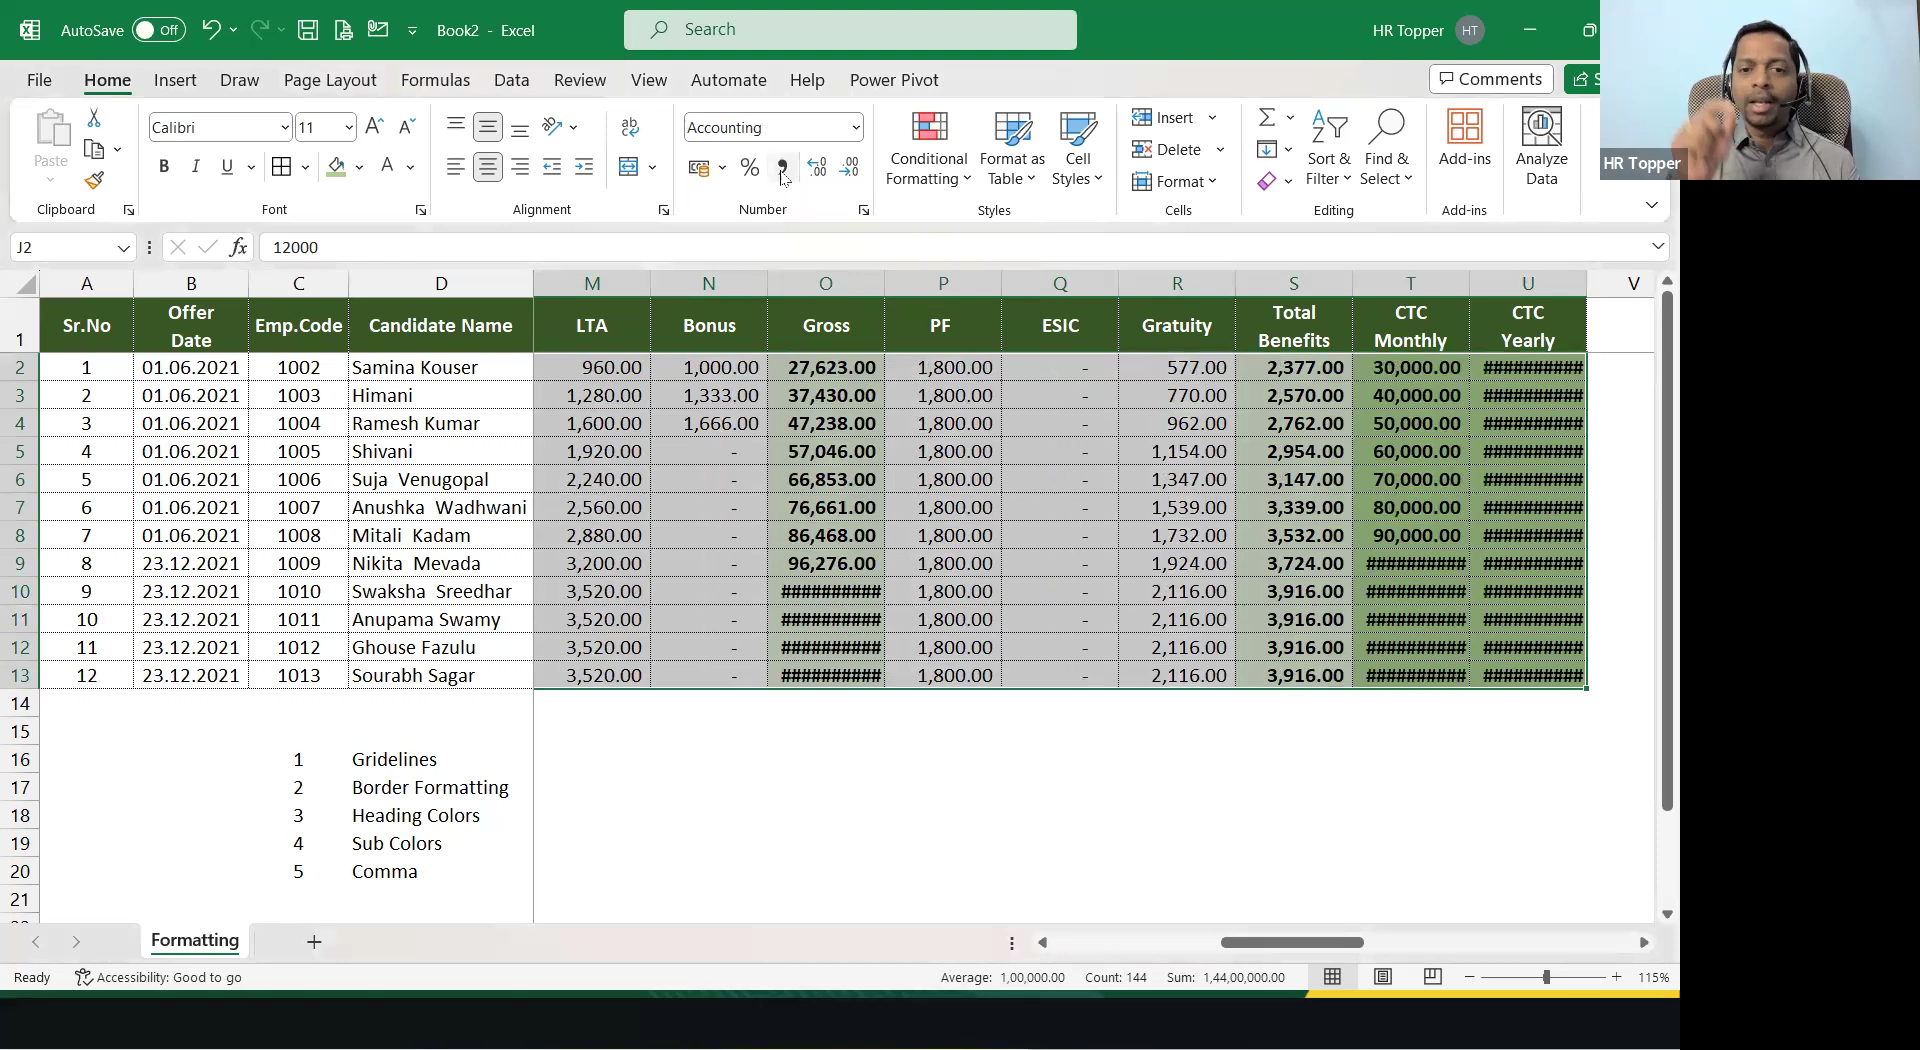 AutoSave Off Book2 - Excel Search HR Topper HT
File Home Insert Draw Page Layout Formulas Data Review View Automate Help Power Pivot Comments
Paste Calibri 11 Accounting
B I U
Conditional Formatting Format as Table Cell Styles Insert Delete Format Sort & Filter Find & Select Add-ins Analyze Data
HR Topper
Clipboard Font Alignment Number Styles Cells Editing Add-ins
J2 fx 12000
A B C D M N O P Q R S T U V
1 Sr.No Offer Date Emp.Code Candidate Name LTA Bonus Gross PF ESIC Gratuity Total Benefits CTC Monthly CTC Yearly
2 1 01.06.2021 1002 Samina Kouser 960.00 1,000.00 27,623.00 1,800.00 - 577.00 2,377.00 30,000.00 ##########
3 2 01.06.2021 1003 Himani 1,280.00 1,333.00 37,430.00 1,800.00 - 770.00 2,570.00 40,000.00 ##########
4 3 01.06.2021 1004 Ramesh Kumar 1,600.00 1,666.00 47,238.00 1,800.00 - 962.00 2,762.00 50,000.00 ##########
5 4 01.06.2021 1005 Shivani 1,920.00 - 57,046.00 1,800.00 - 1,154.00 2,954.00 60,000.00 ##########
6 5 01.06.2021 1006 Suja Venugopal 2,240.00 - 66,853.00 1,800.00 - 1,347.00 3,147.00 70,000.00 ##########
7 6 01.06.2021 1007 Anushka Wadhwani 2,560.00 - 76,661.00 1,800.00 - 1,539.00 3,339.00 80,000.00 ##########
8 7 01.06.2021 1008 Mitali Kadam 2,880.00 - 86,468.00 1,800.00 - 1,732.00 3,532.00 90,000.00 ##########
9 8 23.12.2021 1009 Nikita Mevada 3,200.00 - 96,276.00 1,800.00 - 1,924.00 3,724.00 ########## ##########
10 9 23.12.2021 1010 Swaksha Sreedhar 3,520.00 - ########## 1,800.00 - 2,116.00 3,916.00 ########## ##########
11 10 23.12.2021 1011 Anupama Swamy 3,520.00 - ########## 1,800.00 - 2,116.00 3,916.00 ########## ##########
12 11 23.12.2021 1012 Ghouse Fazulu 3,520.00 - ########## 1,800.00 - 2,116.00 3,916.00 ########## ##########
13 12 23.12.2021 1013 Sourabh Sagar 3,520.00 - ########## 1,800.00 - 2,116.00 3,916.00 ########## ##########
14
15
16 1 Gridelines
17 2 Border Formatting
18 3 Heading Colors
19 4 Sub Colors
20 5 Comma
21
Formatting
Ready Accessibility: Good to go Average: 1,00,000.00 Count: 144 Sum: 1,44,00,000.00 115%